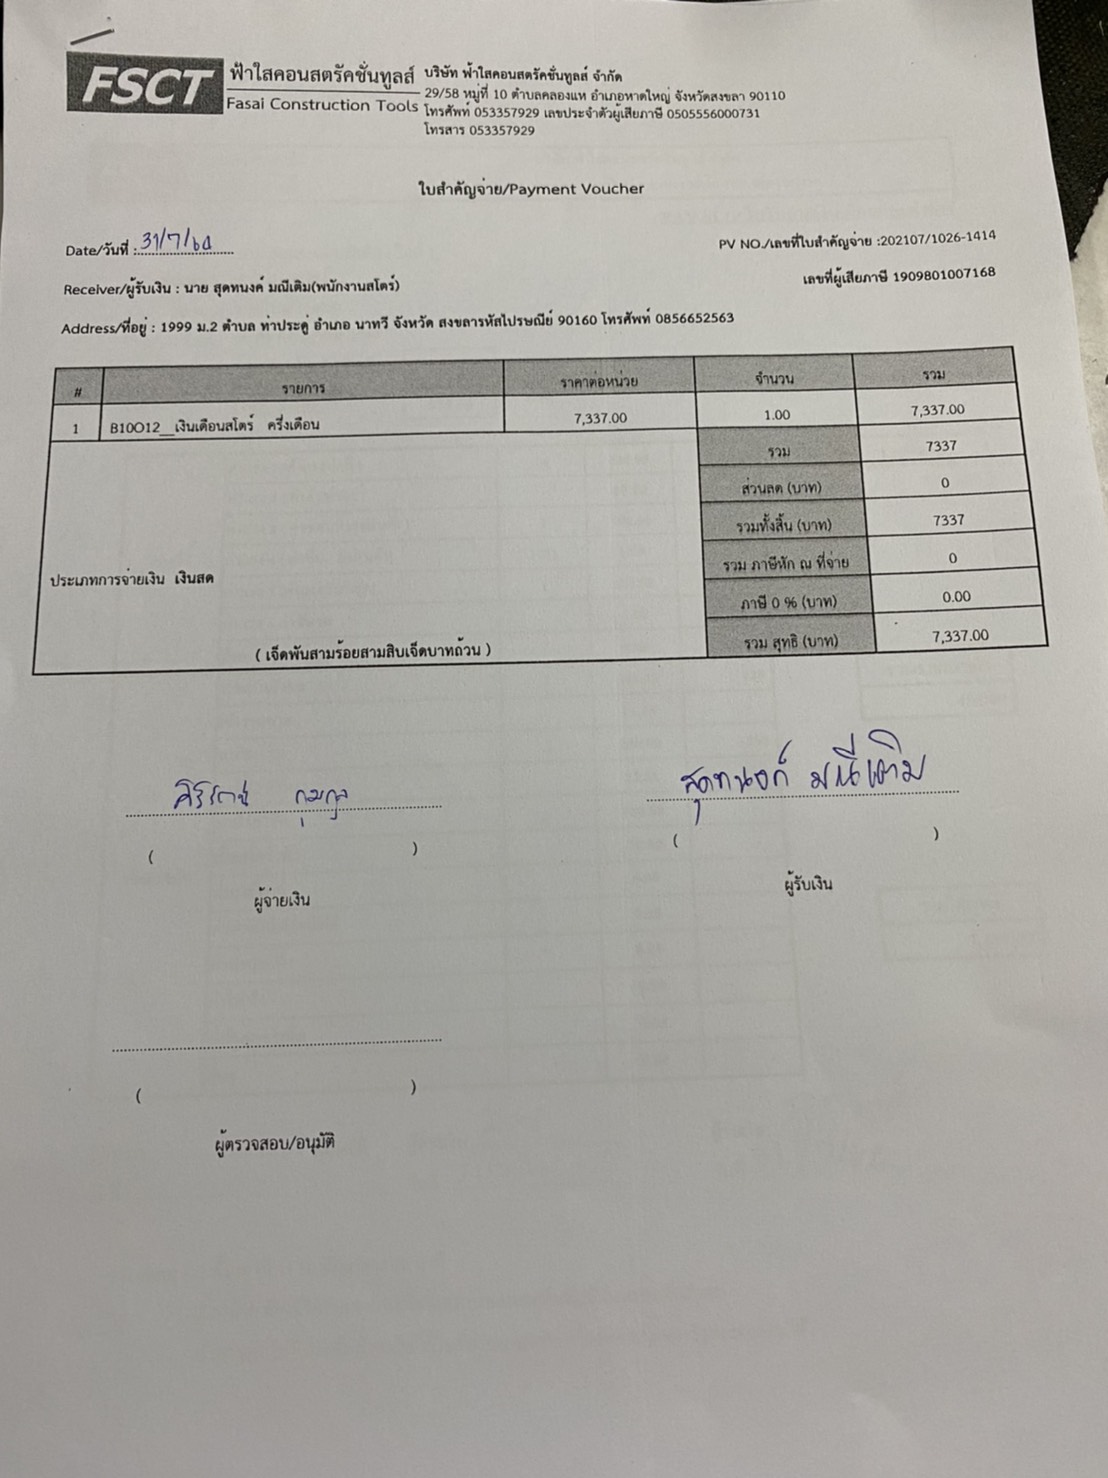 FSCT ฟ้าใสคอนสตรัคชั่นทูลส์
Fasai Construction Tools
บริษัท ฟ้าใสคอนสตรัคชั่นทูลส์ จำกัด
29/58 หมู่ที่ 10 ตำบลคลองแห อำเภอหาดใหญ่ จังหวัดสงขลา 90110
โทรศัพท์ 053357929 เลขประจำตัวผู้เสียภาษี 0505556000731
โทรสาร 053357929
ใบสำคัญจ่าย/Payment Voucher
Date/วันที่ : 31/7/64
PV NO./เลขที่ใบสำคัญจ่าย :202107/1026-1414
Receiver/ผู้รับเงิน : นาย สุดทนงค์ มณีเติม(พนักงานสโตร์)
เลขที่ผู้เสียภาษี 1909801007168
Address/ที่อยู่ : 1999 ม.2 ตำบล ท่าประดู่ อำเภอ นาทวี จังหวัด สงขลารหัสไปรษณีย์ 90160 โทรศัพท์ 0856652563
# รายการ ราคาต่อหน่วย จำนวน รวม
1 B10O12__เงินเดือนสโตร์ ครึ่งเดือน 7,337.00 1.00 7,337.00
รวม 7337
ส่วนลด (บาท) 0
รวมทั้งสิ้น (บาท) 7337
รวม ภาษีหัก ณ ที่จ่าย 0
ประเภทการจ่ายเงิน เงินสด
ภาษี 0 % (บาท) 0.00
( เจ็ดพันสามร้อยสามสิบเจ็ดบาทถ้วน ) รวม สุทธิ (บาท) 7,337.00
สุดทนงค์ มณีเติม
( ) ( )
ผู้จ่ายเงิน ผู้รับเงิน
( )
ผู้ตรวจสอบ/อนุมัติ